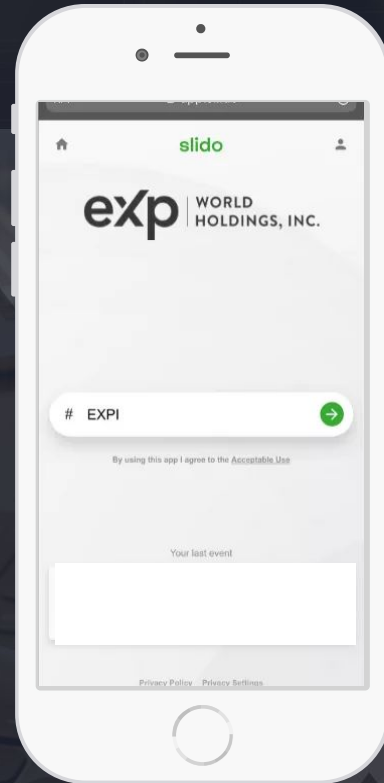 slido
eXp WORLD
HOLDINGS, INC.
# EXPI
By using this app I agree to the Acceptable Use
Your last event
Privacy Policy Privacy Settings